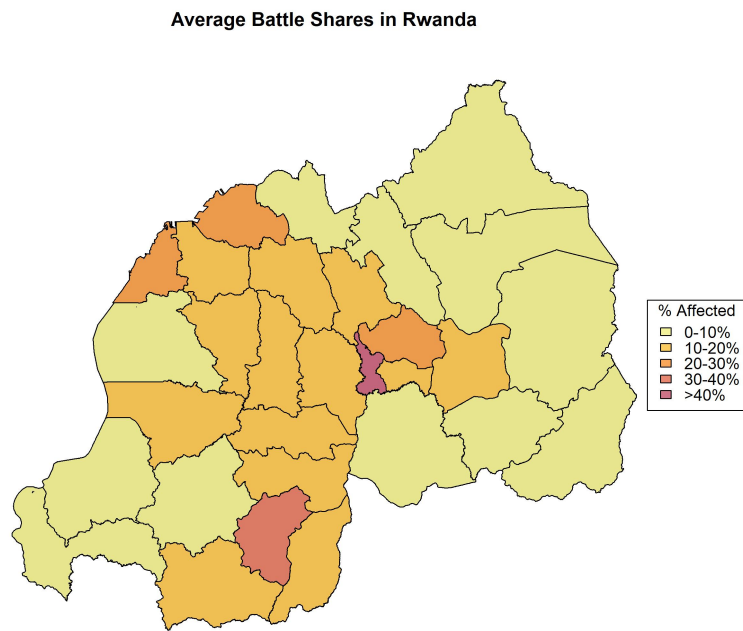 Average Battle Shares in Rwanda
% Affected
0-10%
10-20%
20-30%
30-40%
>40%